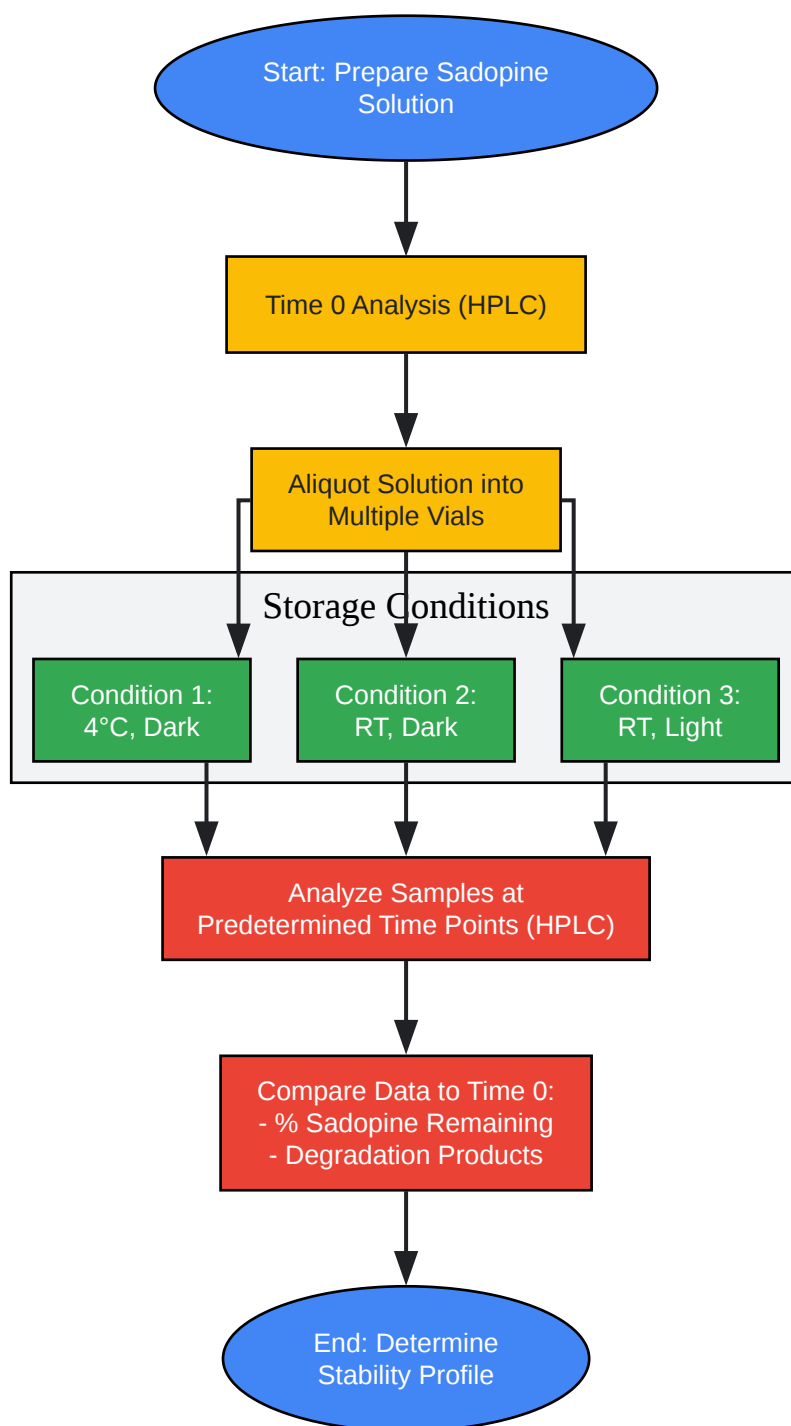 Start: Prepare Sadopine
Solution
Time 0 Analysis (HPLC)
Aliquot Solution into
Multiple Vials
Storage Conditions
Condition 1:
4°C, Dark
Condition 2:
RT, Dark
Condition 3:
RT, Light
Analyze Samples at
Predetermined Time Points (HPLC)
Compare Data to Time 0:
- % Sadopine Remaining
- Degradation Products
End: Determine
Stability Profile